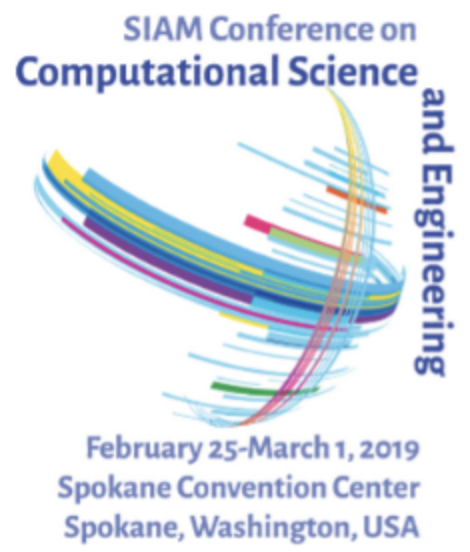 SIAM Conference on
Computational Science
and Engineering
February 25-March 1, 2019
Spokane Convention Center
Spokane, Washington, USA